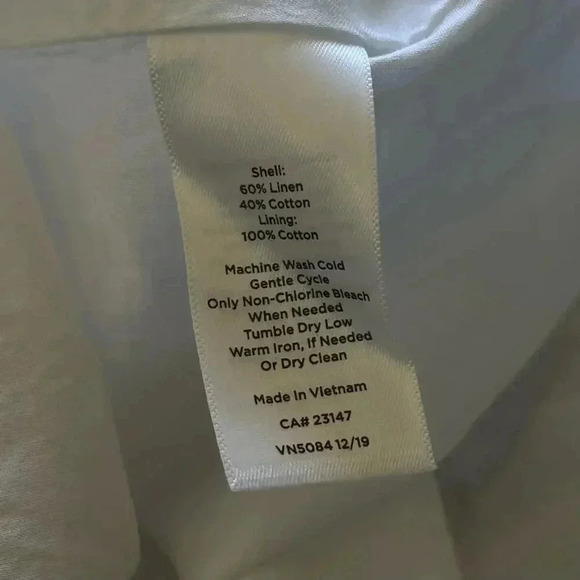 Shell:
60% Linen
40% Cotton
Lining:
100% Cotton
Machine Wash Cold
Gentle Cycle
Only Non-Chlorine Bleach
When Needed
Tumble Dry Low
Warm Iron, If Needed
Or Dry Clean
Made In Vietnam
CA# 23147
VN5084 12/19